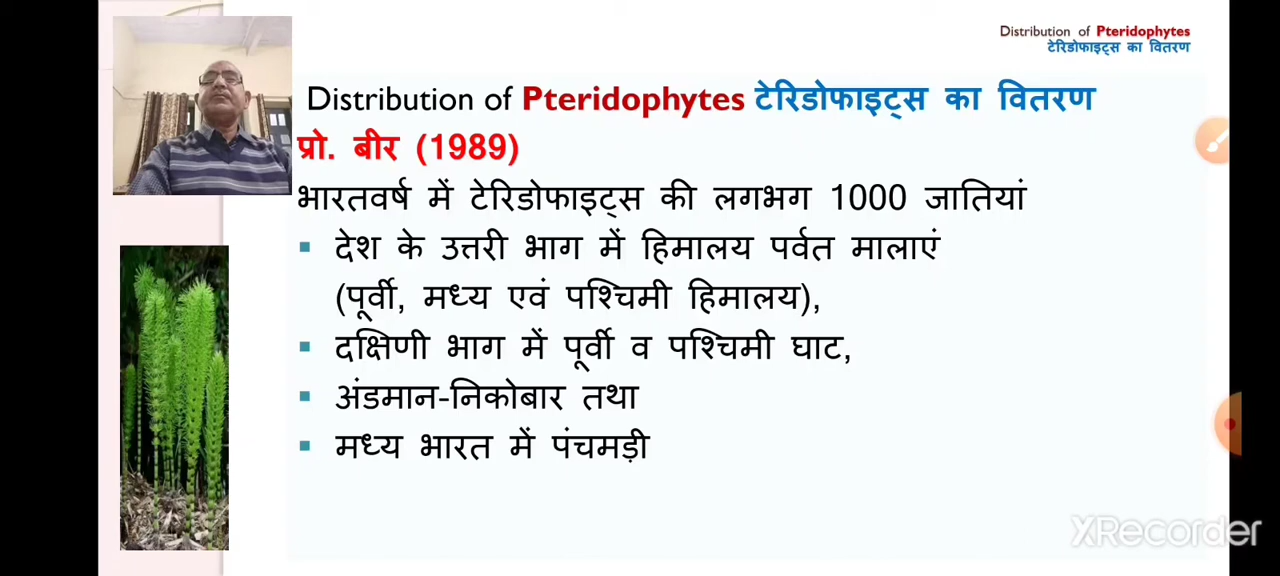 Distribution of Pteridophytes
टेरिडोफाइट्स का वितरण
Distribution of Pteridophytes टेरिडोफाइट्स का वितरण
प्रो. बीर (1989)
भारतवर्ष में टेरिडोफाइट्स की लगभग 1000 जातियां
▪ देश के उत्तरी भाग में हिमालय पर्वत मालाएं
(पूर्वी, मध्य एवं पश्चिमी हिमालय),
▪ दक्षिणी भाग में पूर्वी व पश्चिमी घाट,
▪ अंडमान-निकोबार तथा
▪ मध्य भारत में पंचमड़ी
XRecorder